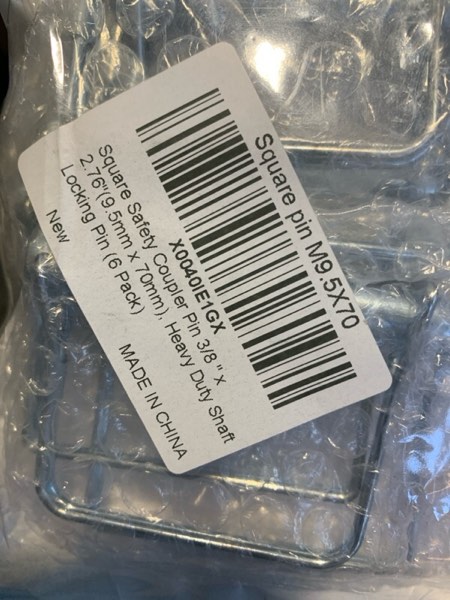 Square pin M9.5X70
X0040IE1GX
Square Safety Coupler Pin 3/8 " x
2.76"(9.5mm x 70mm), Heavy Duty Shaft
Locking Pin (6 Pack)
New
MADE IN CHINA